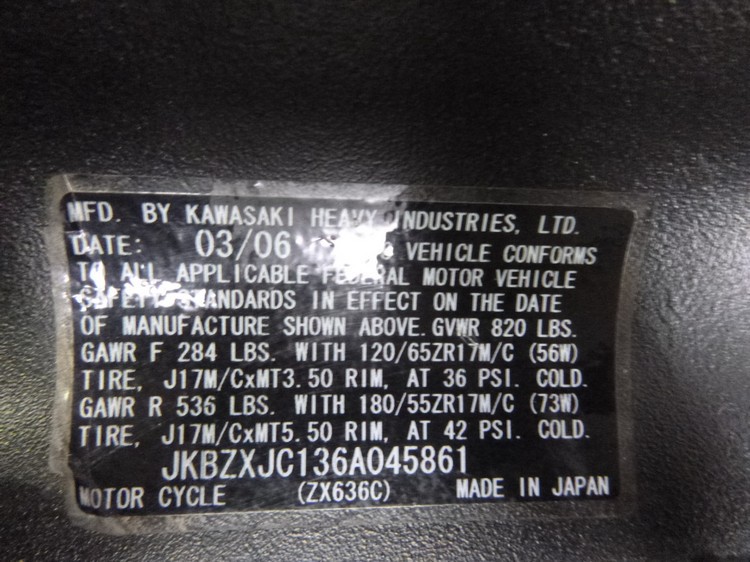 MFD. BY KAWASAKI HEAVY INDUSTRIES, LTD.
DATE: 03/06 VEHICLE CONFORMS
TO ALL APPLICABLE FEDERAL MOTOR VEHICLE
SAFETY STANDARDS IN EFFECT ON THE DATE
OF MANUFACTURE SHOWN ABOVE. GVWR 820 LBS.
GAWR F 284 LBS. WITH 120/65ZR17M/C (56W)
TIRE, J17M/CxMT3.50 RIM, AT 36 PSI. COLD.
GAWR R 536 LBS. WITH 180/55ZR17M/C (73W)
TIRE, J17M/CxMT5.50 RIM, AT 42 PSI. COLD.
JKBZXJC136A045861
MOTOR CYCLE (ZX636C) MADE IN JAPAN